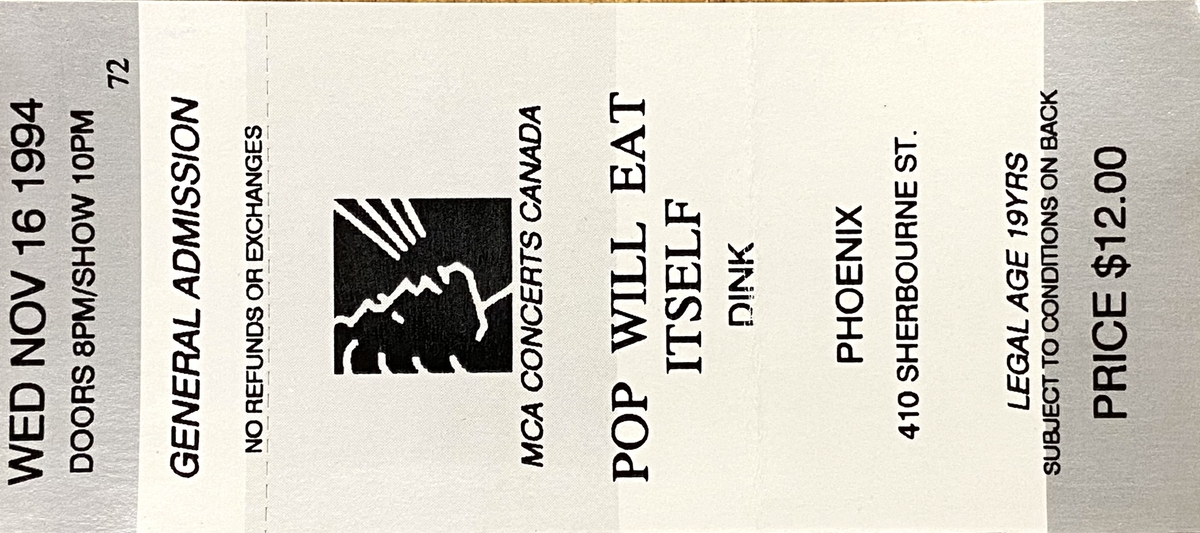 WED NOV 16 1994
DOORS 8PM/SHOW 10PM
72
GENERAL ADMISSION
NO REFUNDS OR EXCHANGES
MCA CONCERTS CANADA
POP WILL EAT
ITSELF
DINK
PHOENIX
410 SHERBOURNE ST.
LEGAL AGE 19YRS
SUBJECT TO CONDITIONS ON BACK
PRICE $12.00